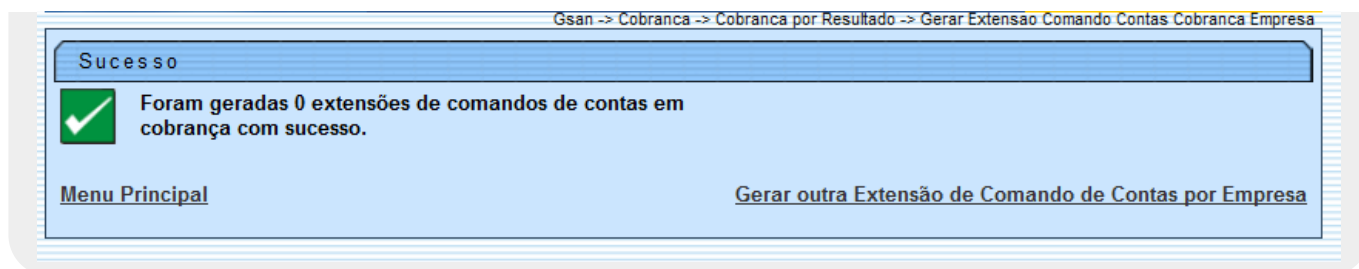 Gsan -> Cobranca -> Cobranca por Resultado -> Gerar Extensao Comando Contas Cobranca Empresa
Sucesso
Foram geradas 0 extensões de comandos de contas em
cobrança com sucesso.
Menu Principal
Gerar outra Extensão de Comando de Contas por Empresa